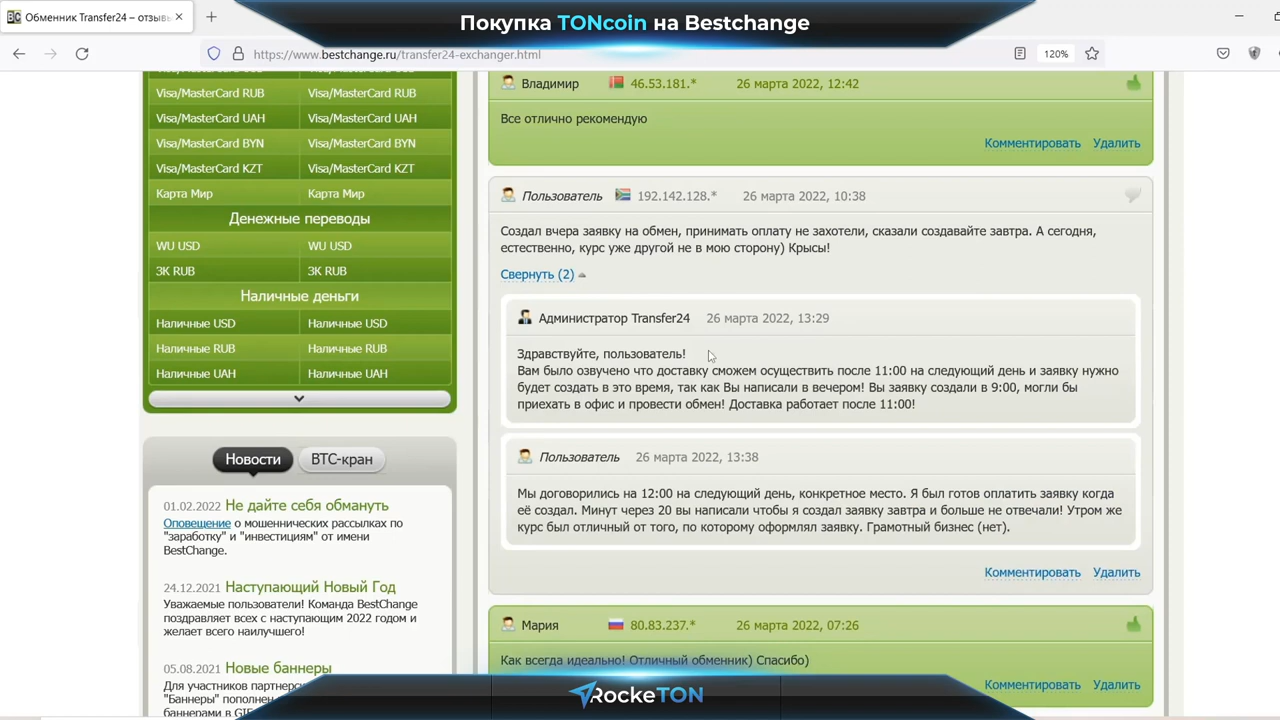 Обменник Transfer24 – отзывы
Покупка TONcoin на Bestchange
https://www.bestchange.ru/transfer24-exchanger.html
120%
Visa/MasterCard RUB Visa/MasterCard RUB
Visa/MasterCard UAH Visa/MasterCard UAH
Visa/MasterCard BYN Visa/MasterCard BYN
Visa/MasterCard KZT Visa/MasterCard KZT
Карта Мир Карта Мир
Денежные переводы
WU USD WU USD
ЗК RUB ЗК RUB
Наличные деньги
Наличные USD Наличные USD
Наличные RUB Наличные RUB
Наличные UAH Наличные UAH
Новости BTC-кран
01.02.2022 Не дайте себя обмануть
Оповещение о мошеннических рассылках по
"заработку" и "инвестициям" от имени
BestChange.
24.12.2021 Наступающий Новый Год
Уважаемые пользователи! Команда BestChange
поздравляет всех с наступающим 2022 годом и
желает всего наилучшего!
05.08.2021 Новые баннеры
Для участников партнерс
"Баннеры" пополнен
баннерами в GIF
Владимир 46.53.181.* 26 марта 2022, 12:42
Все отлично рекомендую
Комментировать Удалить
Пользователь 192.142.128.* 26 марта 2022, 10:38
Создал вчера заявку на обмен, принимать оплату не захотели, сказали создавайте завтра. А сегодня,
естественно, курс уже другой не в мою сторону) Крысы!
Свернуть (2)
Администратор Transfer24 26 марта 2022, 13:29
Здравствуйте, пользователь!
Вам было озвучено что доставку сможем осуществить после 11:00 на следующий день и заявку нужно
будет создать в это время, так как Вы написали в вечером! Вы заявку создали в 9:00, могли бы
приехать в офис и провести обмен! Доставка работает после 11:00!
Пользователь 26 марта 2022, 13:38
Мы договорились на 12:00 на следующий день, конкретное место. Я был готов оплатить заявку когда
её создал. Минут через 20 вы написали чтобы я создал заявку завтра и больше не отвечали! Утром же
курс был отличный от того, по которому оформлял заявку. Грамотный бизнес (нет).
Комментировать Удалить
Мария 80.83.237.* 26 марта 2022, 07:26
Как всегда идеально! Отличный обменник) Спасибо)
Комментировать Удалить
RockeTON